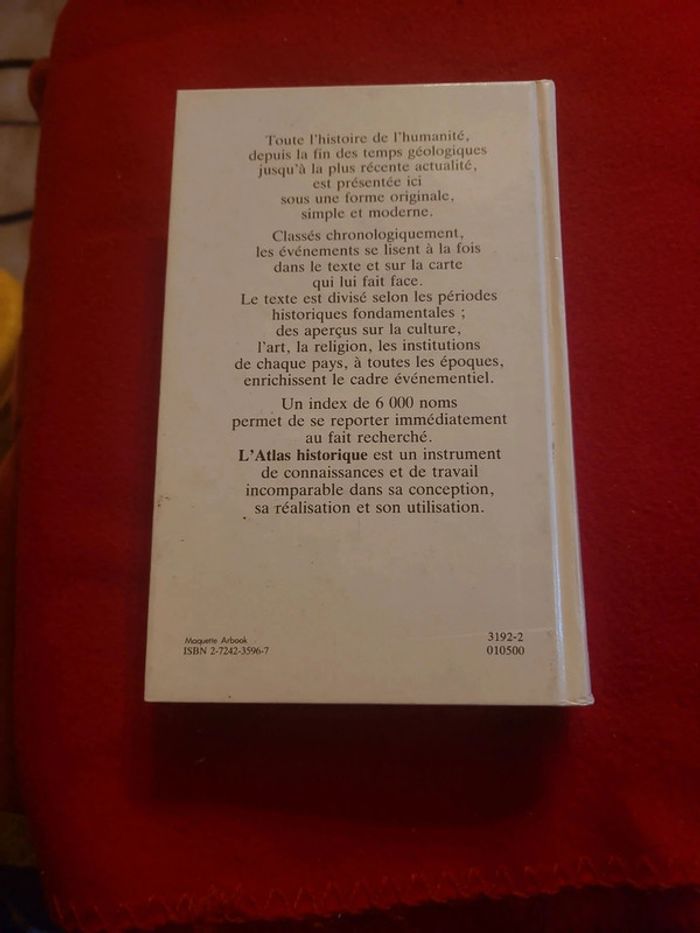 Toute l'histoire de l'humanité,
depuis la fin des temps géologiques
jusqu'à la plus récente actualité,
est présentée ici
sous une forme originale,
simple et moderne.
Classés chronologiquement,
les événements se lisent à la fois
dans le texte et sur la carte
qui lui fait face.
Le texte est divisé selon les périodes
historiques fondamentales ;
des aperçus sur la culture,
l'art, la religion, les institutions
de chaque pays, à toutes les époques,
enrichissent le cadre événementiel.
Un index de 6 000 noms
permet de se reporter immédiatement
au fait recherché.
L'Atlas historique est un instrument
de connaissances et de travail
incomparable dans sa conception,
sa réalisation et son utilisation.
Maquette Arbook
ISBN 2-7242-3596-7
3192-2
010500